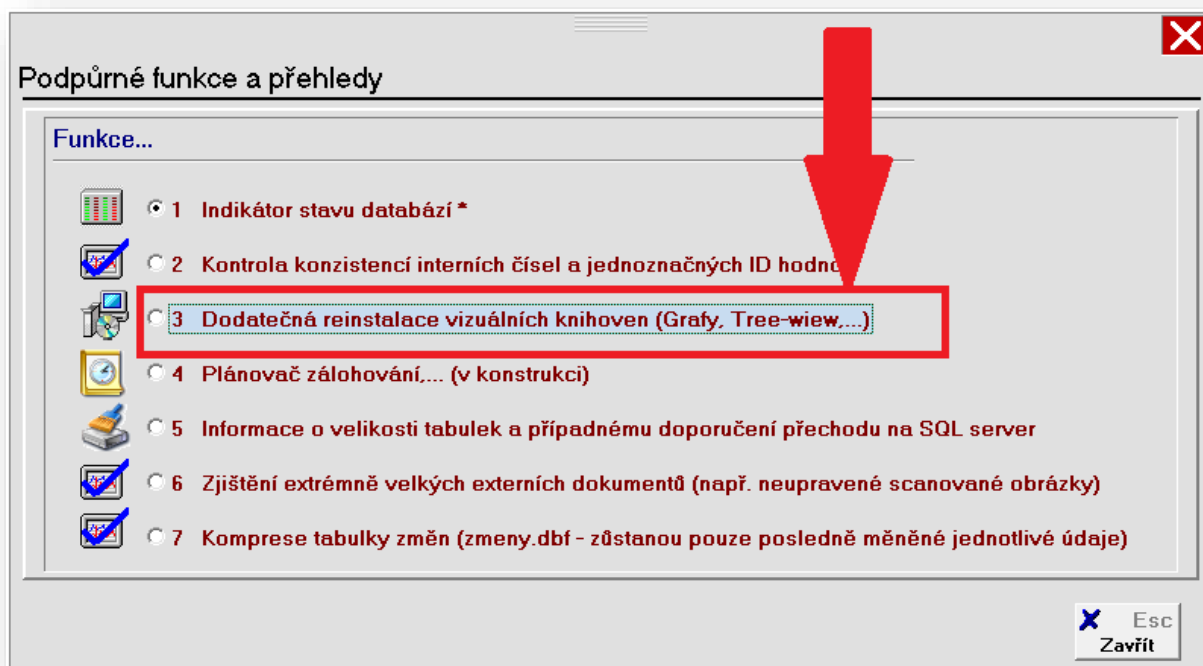 Podpůrné funkce a přehledy
Funkce...
1 Indikátor stavu databází *
2 Kontrola konzistencí interních čísel a jednoznačných ID hodno
3 Dodatečná reinstalace vizuálních knihoven (Grafy, Tree-wiew,...)
4 Plánovač zálohování,... (v konstrukci)
5 Informace o velikosti tabulek a případnému doporučení přechodu na SQL server
6 Zjištění extrémně velkých externích dokumentů (např. neupravené scanované obrázky)
7 Komprese tabulky změn (zmeny.dbf - zůstanou pouze posledně měněné jednotlivé údaje)
Esc
Zavřít